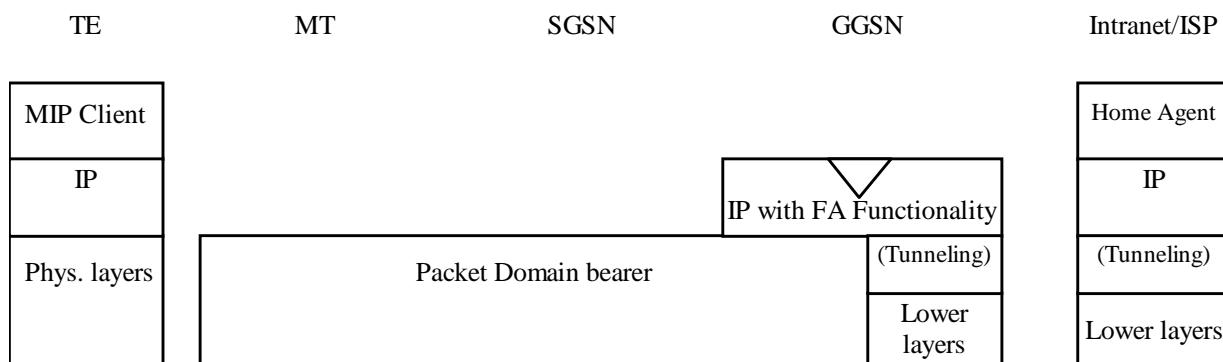 TE MT SGSN GGSN Intranet/ISP
MIP Client Home Agent
IP IP
IP with FA Functionality
Phys. layers Packet Domain bearer (Tunneling) (Tunneling)
Lower
layers Lower layers